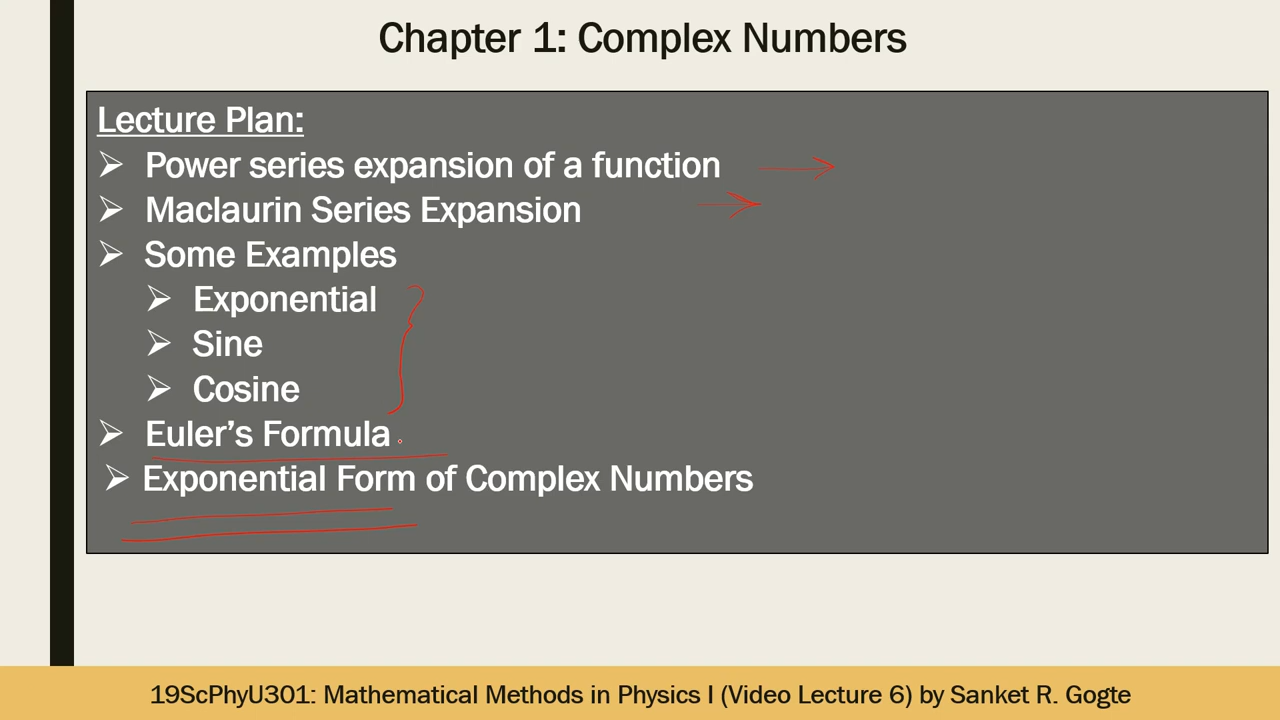 Chapter 1: Complex Numbers
Lecture Plan:
➢ Power series expansion of a function
➢ Maclaurin Series Expansion
➢ Some Examples
➢ Exponential
➢ Sine
➢ Cosine
➢ Euler’s Formula
➢ Exponential Form of Complex Numbers
19ScPhyU301: Mathematical Methods in Physics I (Video Lecture 6) by Sanket R. Gogte